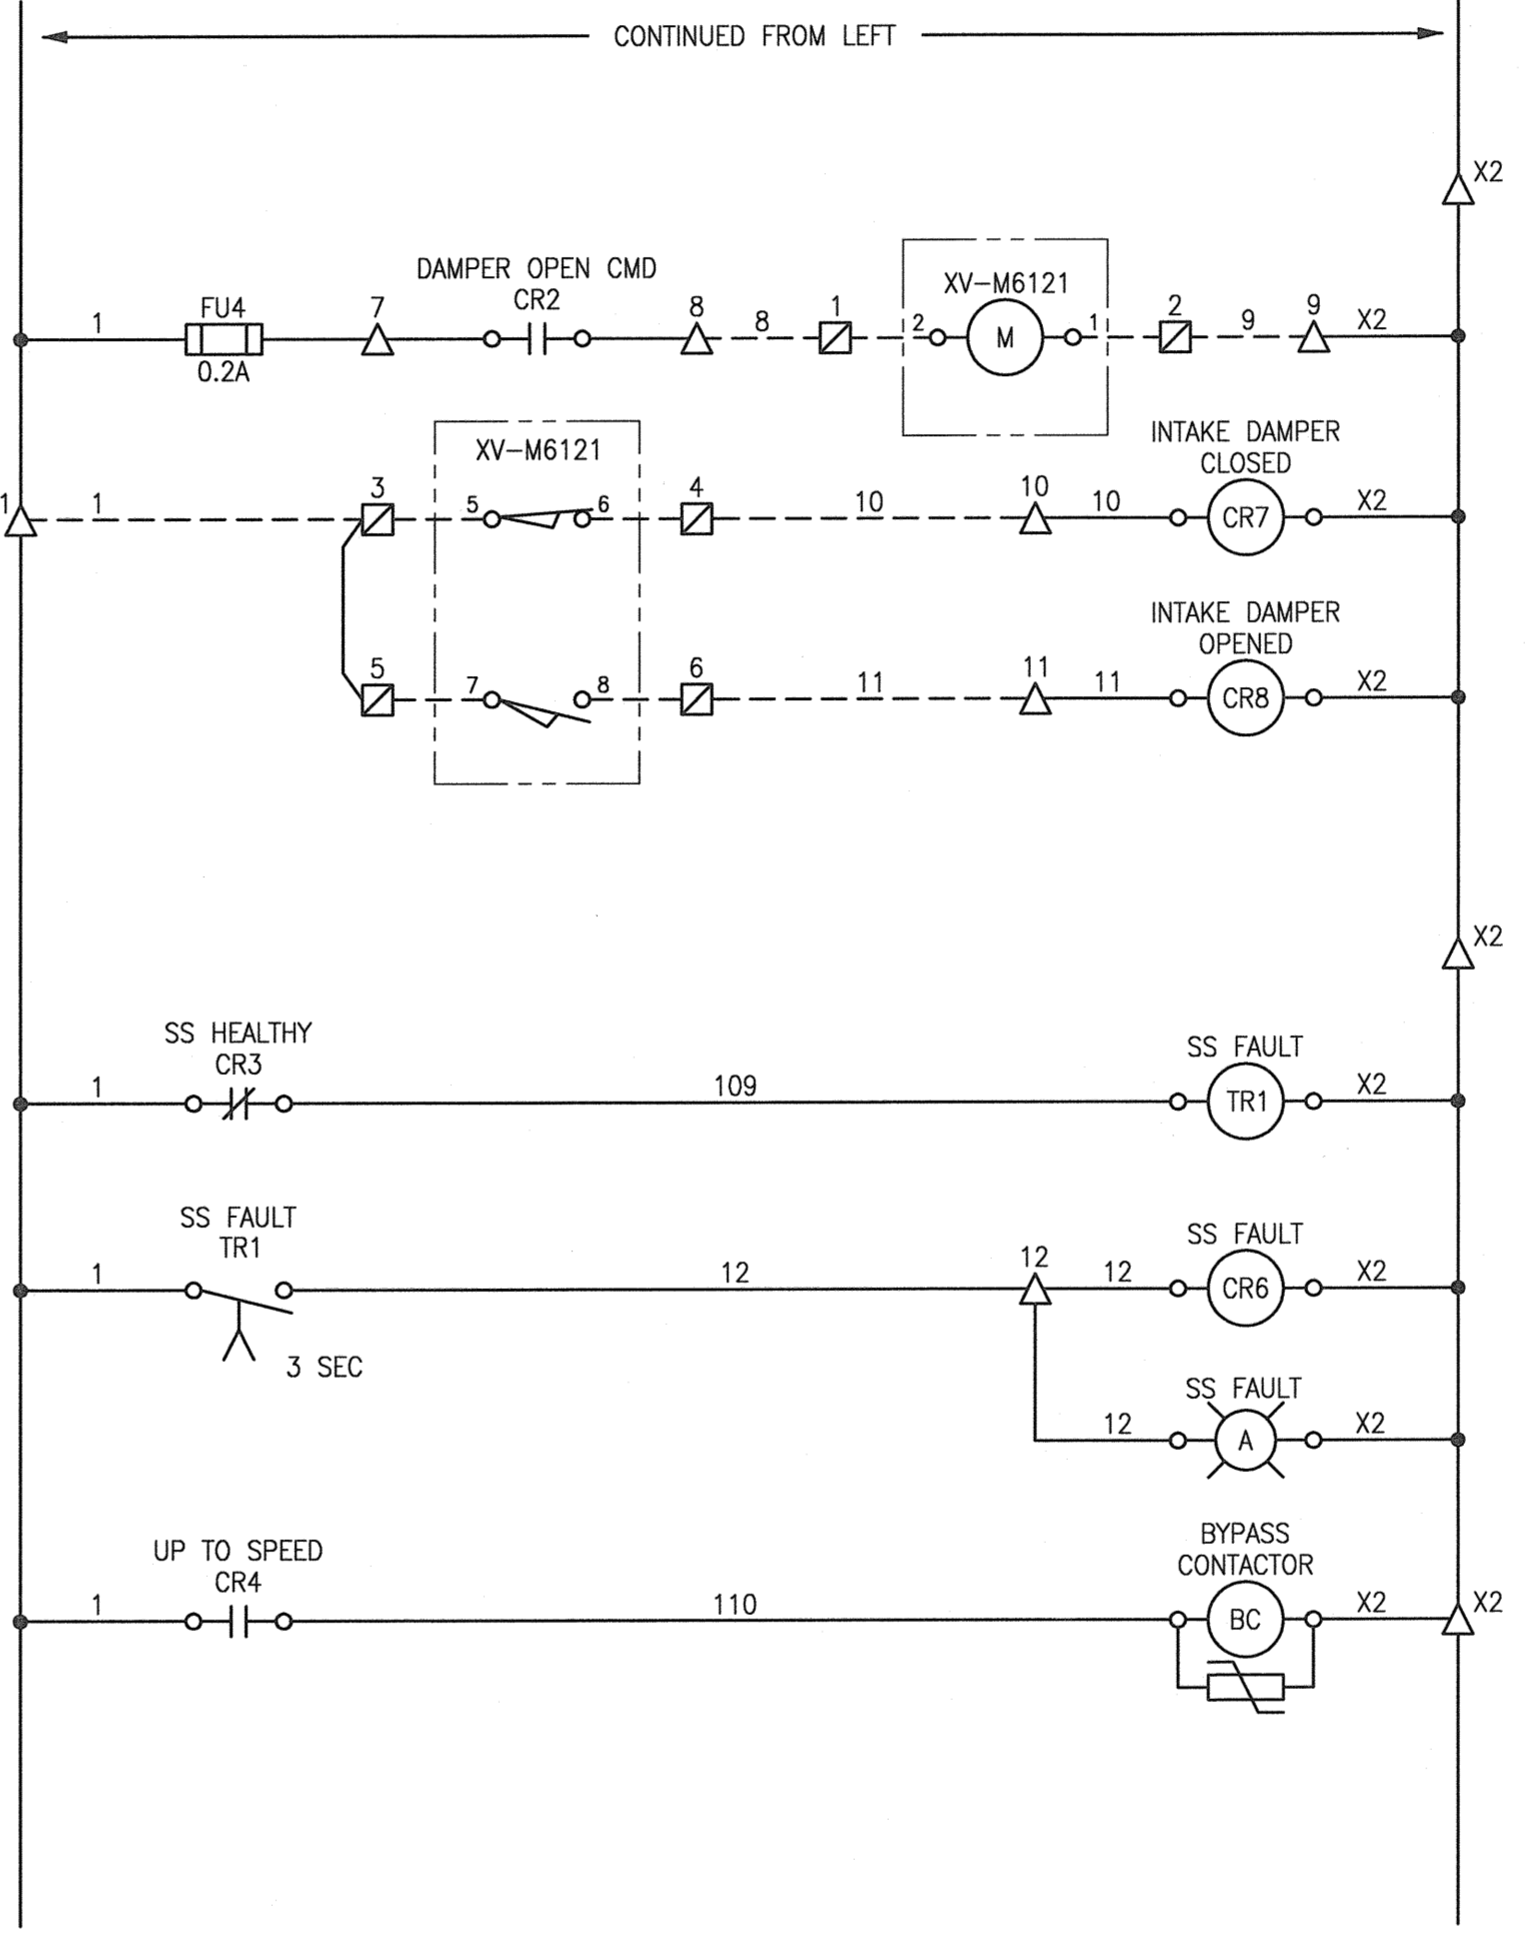 CONTINUED FROM LEFT
X2
DAMPER OPEN CMD
CR2
XV-M6121
FU4
7
8
1
2
9
1
8
2
M
1
9
X2
0.2A
XV-M6121
INTAKE DAMPER
CLOSED
1
1
3
5
6
4
10
10
10
CR7
X2
INTAKE DAMPER
OPENED
5
7
8
6
11
11
11
CR8
X2
X2
SS HEALTHY
CR3
SS FAULT
1
109
TR1
X2
SS FAULT
TR1
SS FAULT
1
12
12
12
CR6
X2
3 SEC
SS FAULT
12
A
X2
UP TO SPEED
CR4
BYPASS
CONTACTOR
1
110
BC
X2
X2